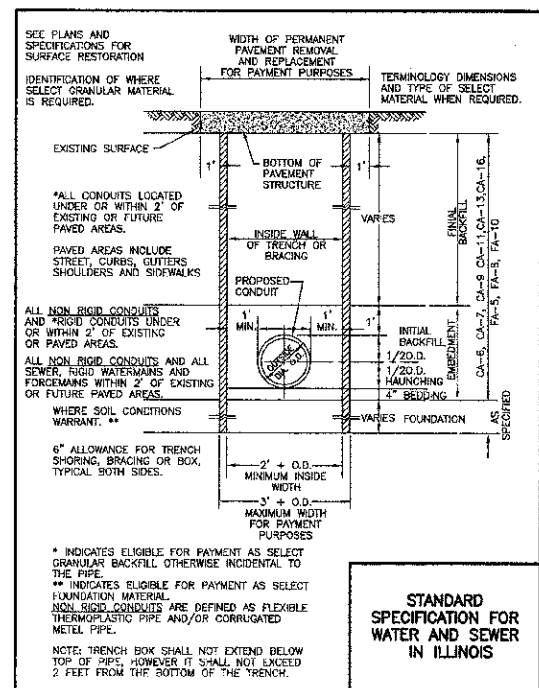 SEE PLANS AND
SPECIFICATIONS FOR
SURFACE RESTORATION
IDENTIFICATION OF WHERE
SELECT GRANULAR MATERIAL
IS REQUIRED.
WIDTH OF PERMANENT
PAVEMENT REMOVAL
AND REPLACEMENT
FOR PAYMENT PURPOSES
TERMINOLOGY DIMENSIONS
AND TYPE OF SELECT
MATERIAL WHEN REQUIRED.
EXISTING SURFACE
1'
BOTTOM OF
PAVEMENT
STRUCTURE
1'
*ALL CONDUITS LOCATED
UNDER OR WITHIN 2' OF
EXISTING OR FUTURE
PAVED AREAS.
PAVED AREAS INCLUDE
STREET, CURBS, GUTTERS
SHOULDERS AND SIDEWALKS
INSIDE WALL
OF TRENCH OR
BRACING
VARIES
FINIAL
BACKFILL
CA-6, CA-7, CA-9 CA-11,CA-13,CA-16,
FA-5, FA-8, FA-10
PROPOSED
CONDUIT
1'
MIN.
1'
MIN.
1'
OUTSIDE
DIA. O.D.
ALL NON RIGID CONDUITS
AND *RIGID CONDUITS UNDER
OR WITHIN 2' OF EXISTING
OR PAVED AREAS.
ALL NON RIGID CONDUITS AND ALL
SEWER, RIGID WATERMAINS AND
FORCEMAINS WITHIN 2' OF EXISTING
OR FUTURE PAVED AREAS.
INITIAL
BACKFILL
1/2O.D.
1/2O.D.
HAUNCHING
4" BEDDING
EMBEDMENT
WHERE SOIL CONDITIONS
WARRANT. **
VARIES FOUNDATION
AS
SPECIFIED
6" ALLOWANCE FOR TRENCH
SHORING, BRACING OR BOX,
TYPICAL BOTH SIDES.
2' + O.D.
MINIMUM INSIDE
WIDTH
3' + O.D.
MAXIMUM WIDTH
FOR PAYMENT
PURPOSES
* INDICATES ELIGIBLE FOR PAYMENT AS SELECT
GRANULAR BACKFILL OTHERWISE INCIDENTAL TO
THE PIPE.
** INDICATES ELIGIBLE FOR PAYMENT AS SELECT
FOUNDATION MATERIAL.
NON RIGID CONDUITS ARE DEFINED AS FLEXIBLE
THERMOPLASTIC PIPE AND/OR CORRUGATED
METEL PIPE.
NOTE: TRENCH BOX SHALL NOT EXTEND BELOW
TOP OF PIPE, HOWEVER IT SHALL NOT EXCEED
2 FEET FROM THE BOTTOM OF THE TRENCH.
STANDARD
SPECIFICATION FOR
WATER AND SEWER
IN ILLINOIS